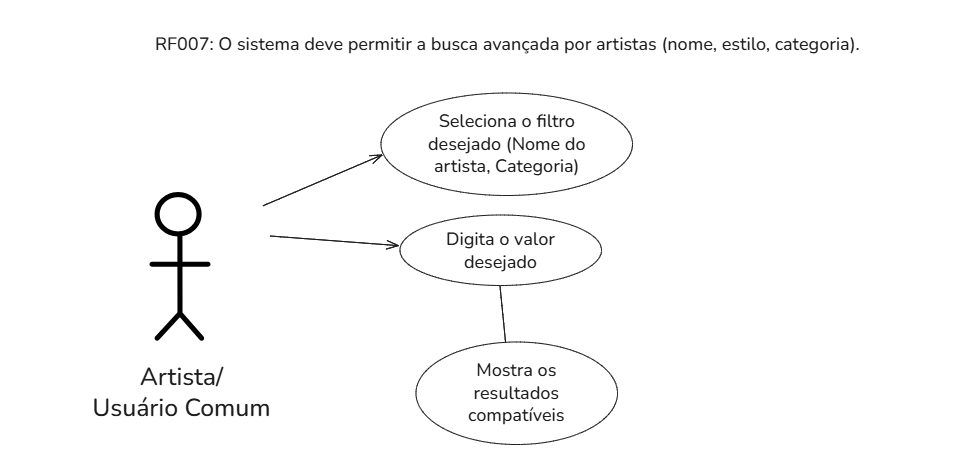 RF007: O sistema deve permitir a busca avançada por artistas (nome, estilo, categoria).
Seleciona o filtro
desejado (Nome do
artista, Categoria)
Digita o valor
desejado
Mostra os
resultados
compatíveis
Artista/
Usuário Comum